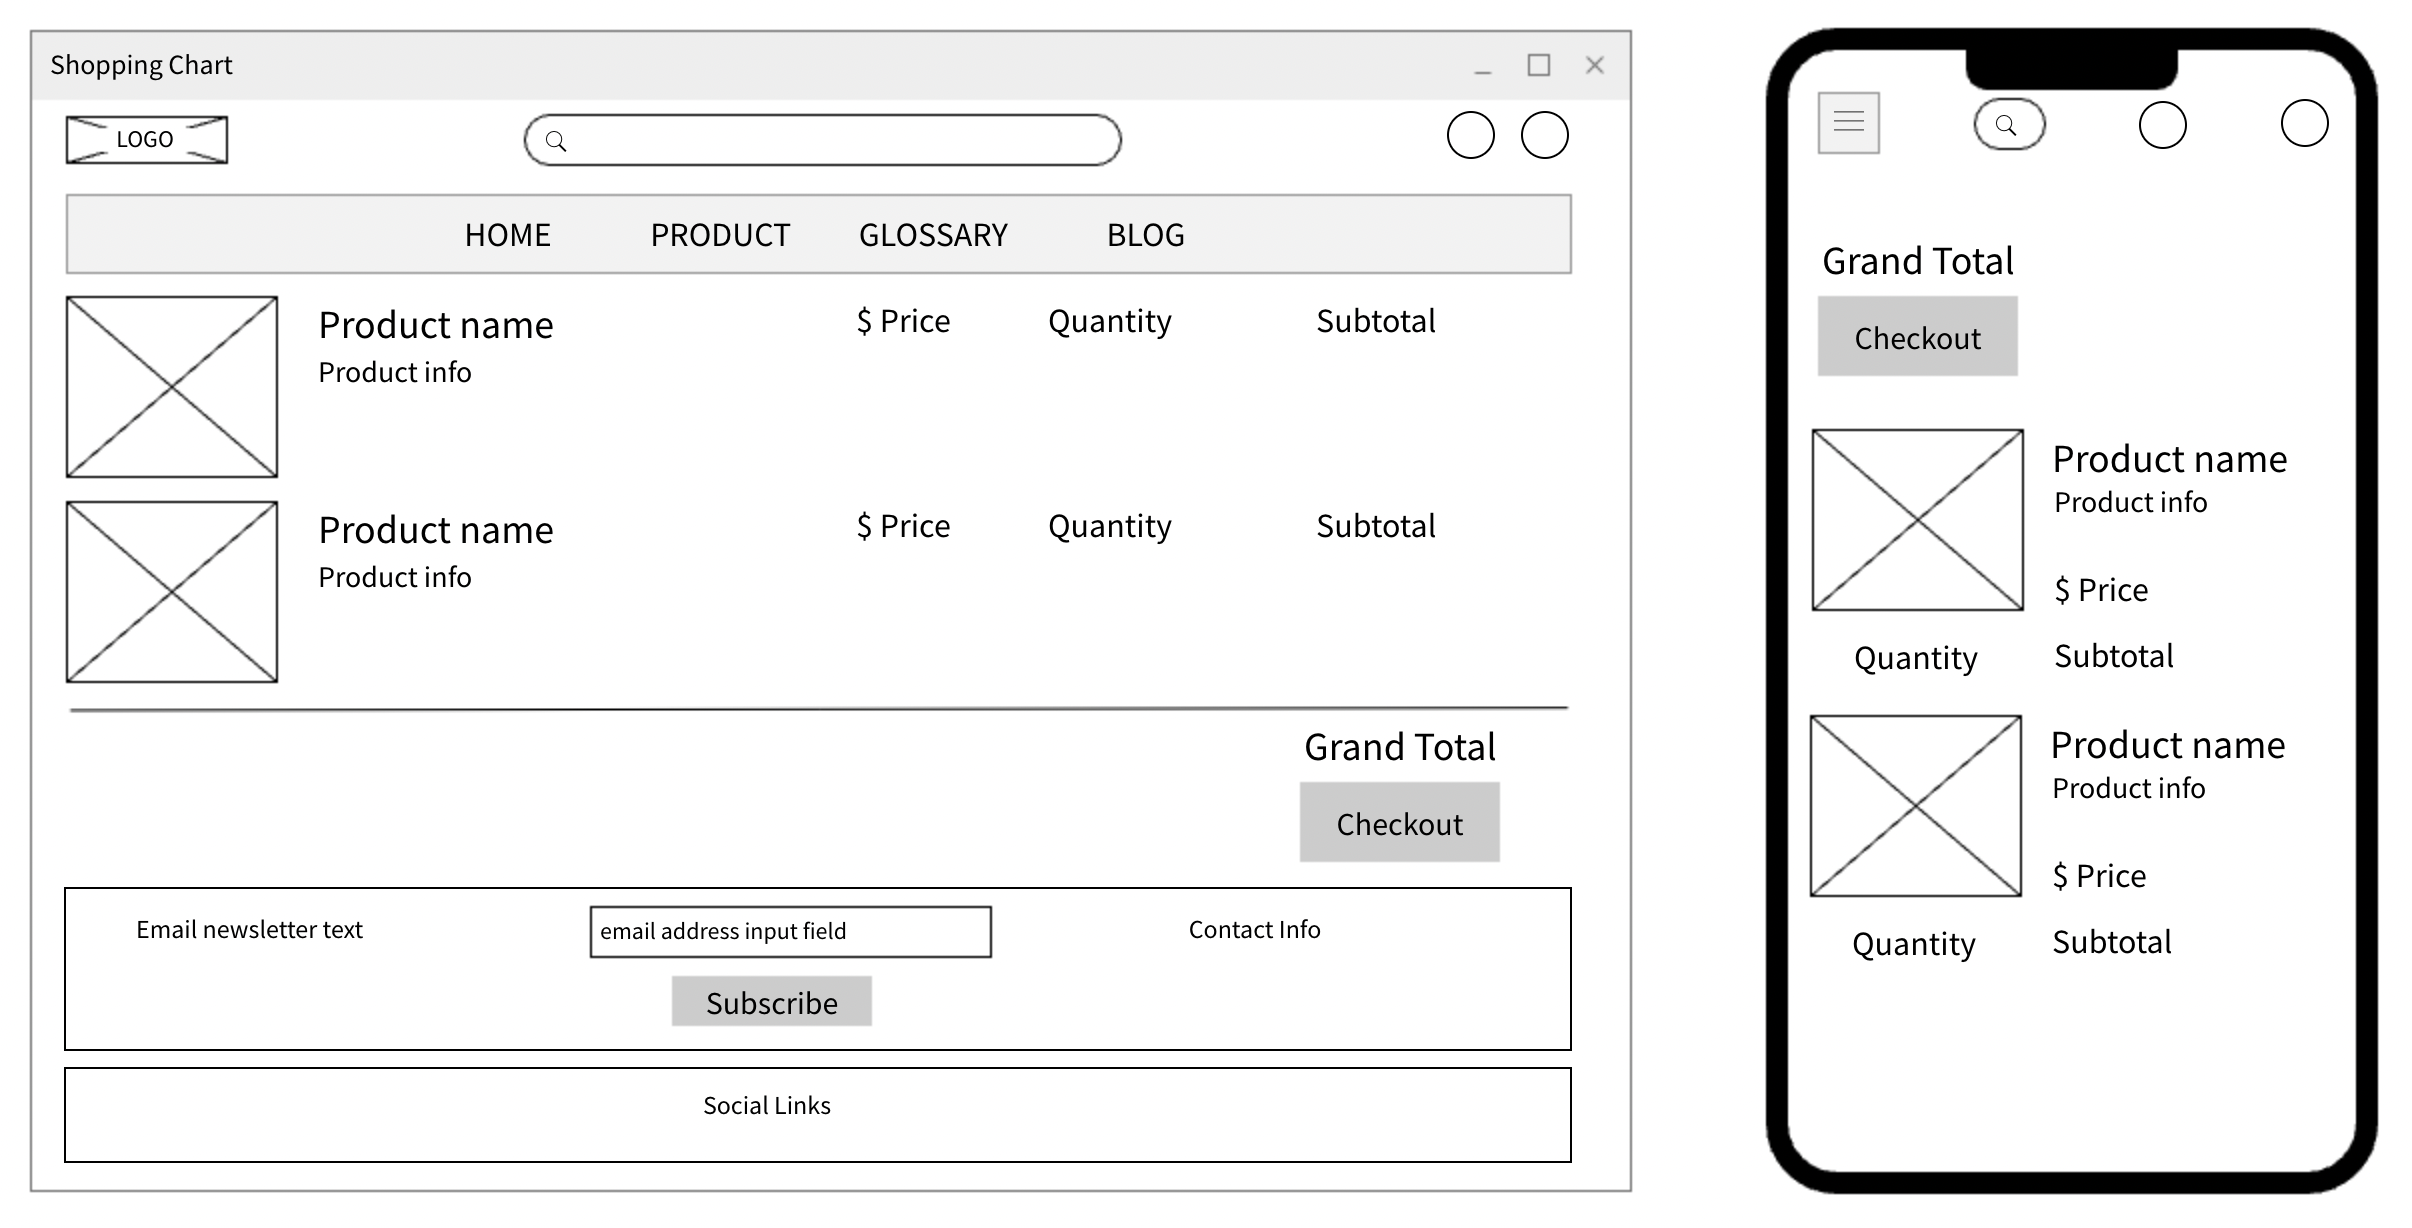 Shopping Chart
LOGO
HOME PRODUCT GLOSSARY BLOG
Product name $ Price Quantity Subtotal
Product info
Product name $ Price Quantity Subtotal
Product info
Grand Total
Checkout
Email newsletter text email address input field Contact Info
Subscribe
Social Links
Grand Total
Checkout
Product name
Product info
$ Price
Quantity Subtotal
Product name
Product info
$ Price
Quantity Subtotal